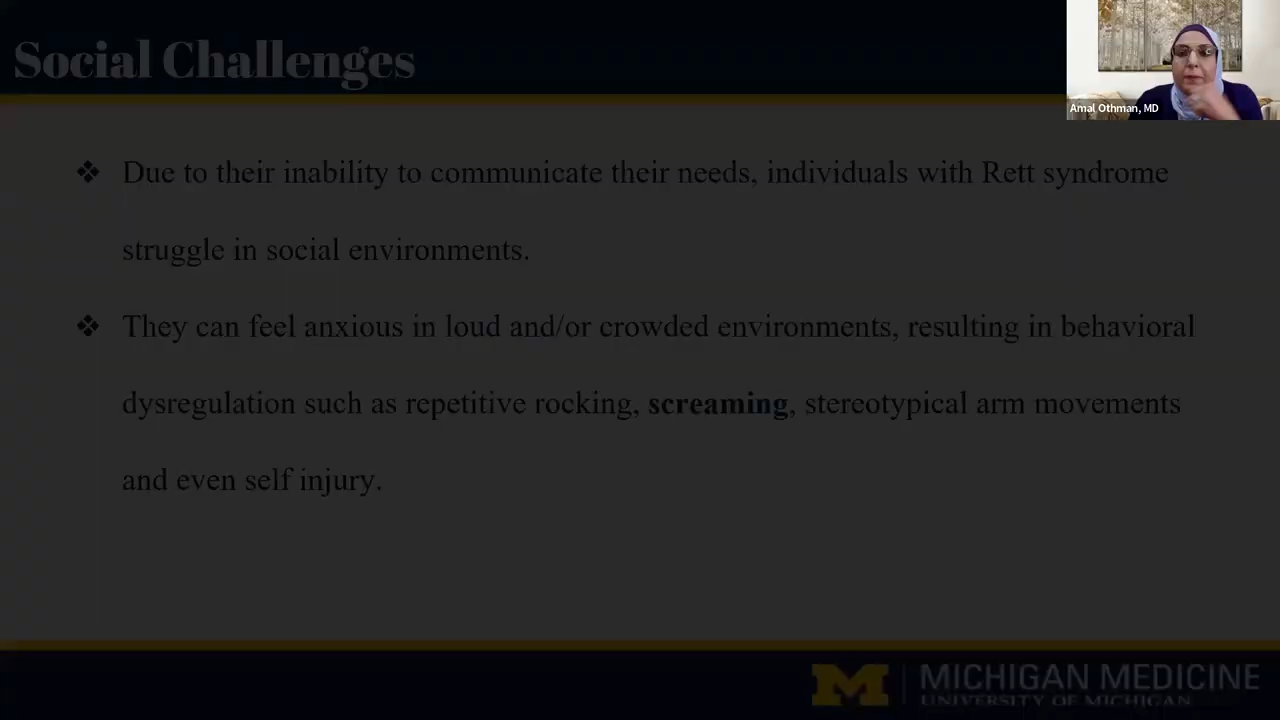 Social Challenges
Amal Othman, MD
❖ Due to their inability to communicate their needs, individuals with Rett syndrome
struggle in social environments.
❖ They can feel anxious in loud and/or crowded environments, resulting in behavioral
dysregulation such as repetitive rocking, screaming, stereotypical arm movements
and even self injury.
M MICHIGAN MEDICINE
UNIVERSITY OF MICHIGAN